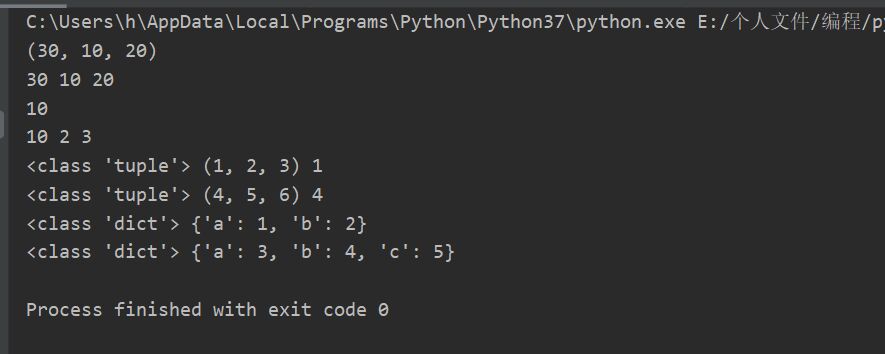 C:\Users\h\AppData\Local\Programs\Python\Python37\python.exe E:/个人文件/编程/py
(30, 10, 20)
30 10 20
10
10 2 3
<class 'tuple'> (1, 2, 3) 1
<class 'tuple'> (4, 5, 6) 4
<class 'dict'> {'a': 1, 'b': 2}
<class 'dict'> {'a': 3, 'b': 4, 'c': 5}
Process finished with exit code 0